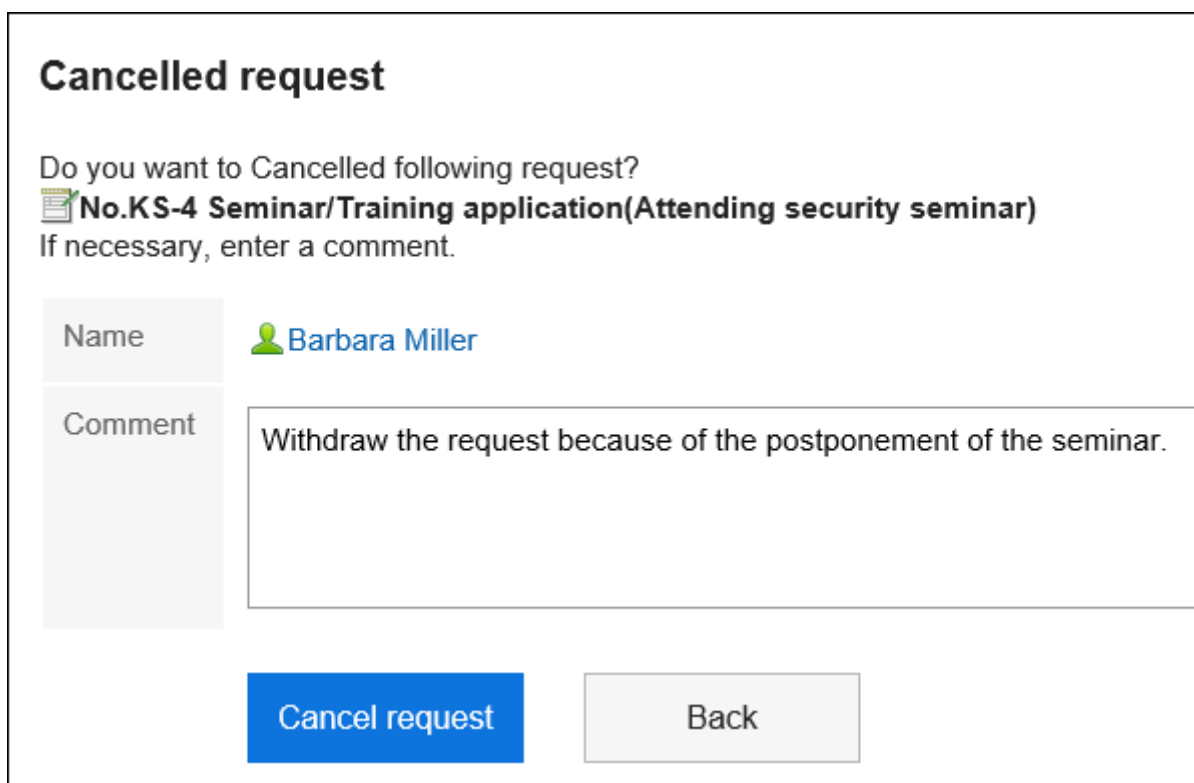 Cancelled request
Do you want to Cancelled following request?
No.KS-4 Seminar/Training application(Attending security seminar)
If necessary, enter a comment.
Name
Barbara Miller
Comment
Withdraw the request because of the postponement of the seminar.
Cancel request
Back